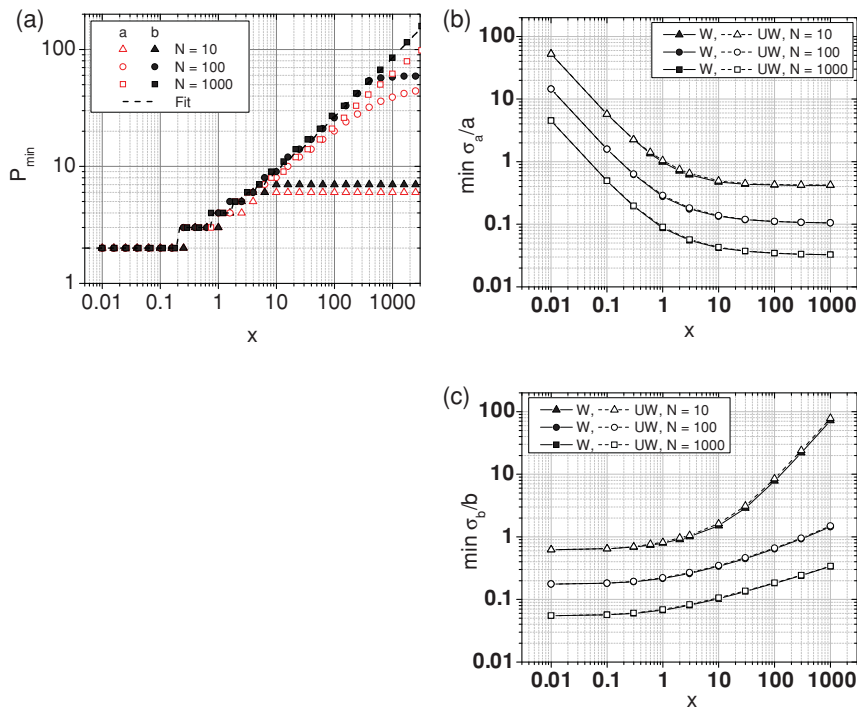 (a)
a b
N = 10
N = 100
N = 1000
Fit
100
10
1
P_min
0.01 0.1 1 10 100 1000
x
(b)
W, UW, N = 10
W, UW, N = 100
W, UW, N = 1000
100
10
1
0.1
0.01
min σ_a/a
0.01 0.1 1 10 100 1000
x
(c)
W, UW, N = 10
W, UW, N = 100
W, UW, N = 1000
100
10
1
0.1
0.01
min σ_b/b
0.01 0.1 1 10 100 1000
x